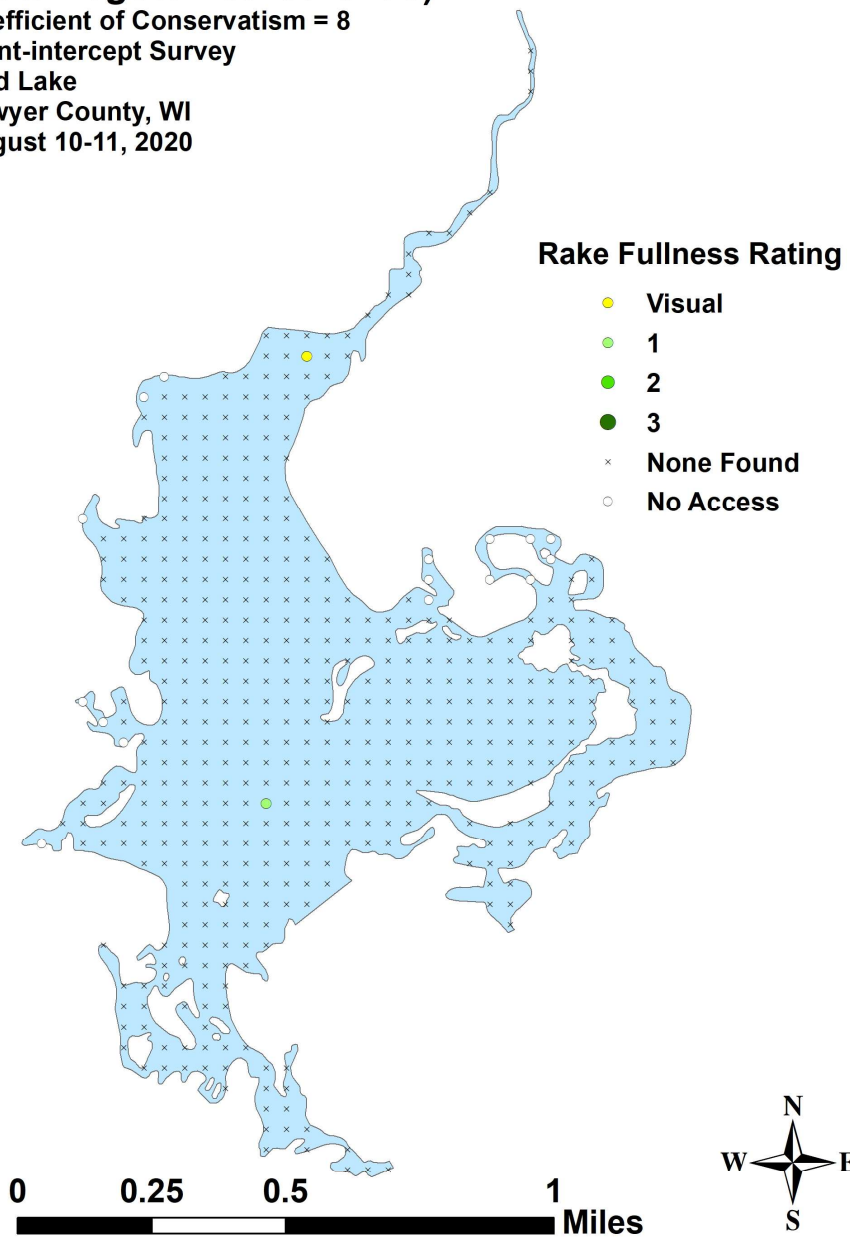 efficient of Conservatism = 8
nt-intercept Survey
d Lake
wyer County, WI
gust 10-11, 2020
Rake Fullness Rating
Visual
1
2
3
None Found
No Access
N
W E
S
0 0.25 0.5 1
Miles